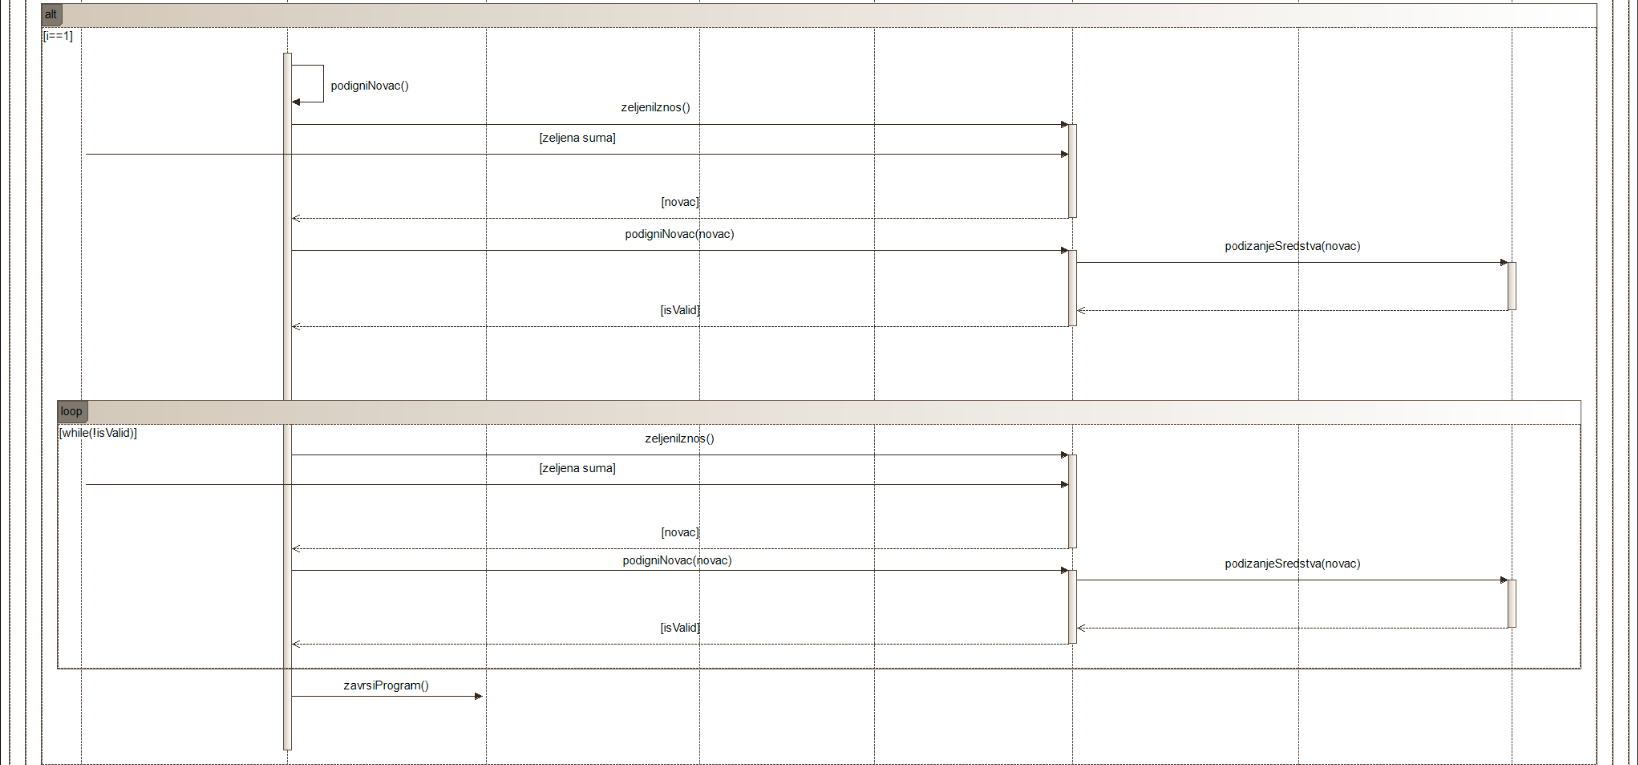 alt
[i==1]
podigniNovac()
zeljeniIznos()
[zeljena suma]
[novac]
podigniNovac(novac)
podizanjeSredstva(novac)
[isValid]
loop
[while(!isValid)]
zeljeniIznos()
[zeljena suma]
[novac]
podigniNovac(novac)
podizanjeSredstva(novac)
[isValid]
zavrsiProgram()